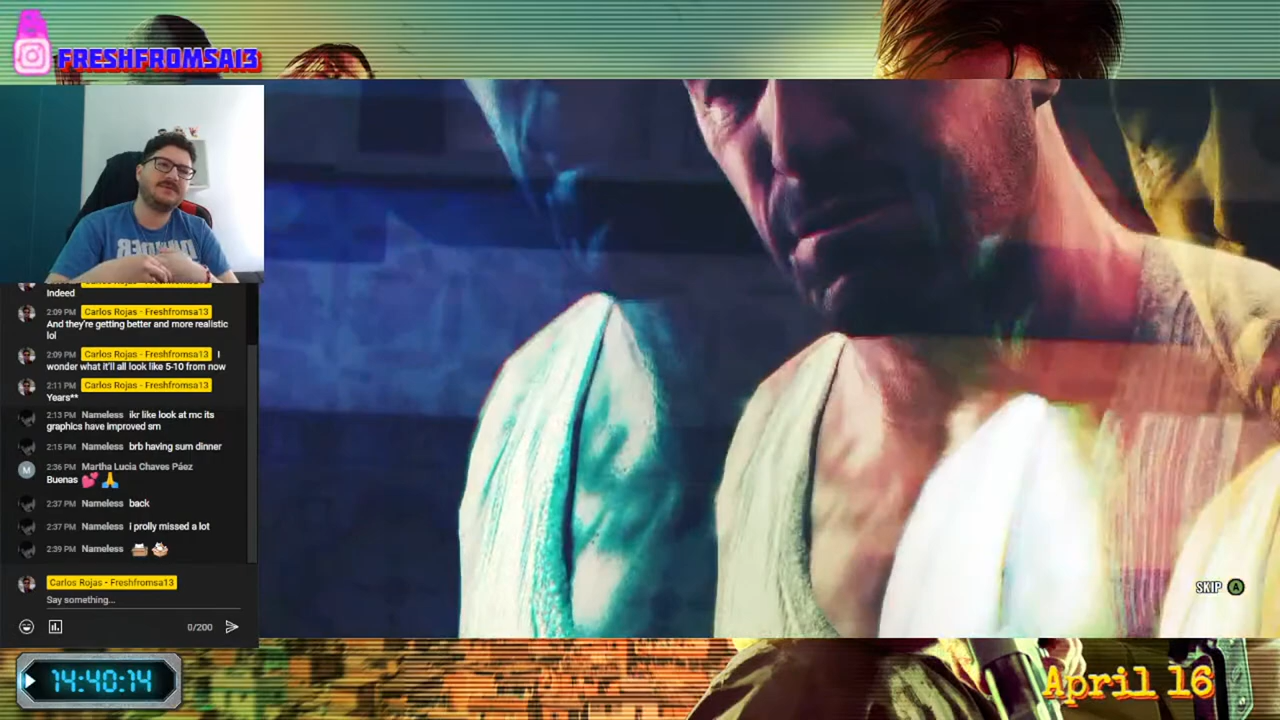 FRESHFROMSA13
Indeed
2:09 PM Carlos Rojas - Freshfromsa13
And they're getting better and more realistic
lol
2:09 PM Carlos Rojas - Freshfromsa13 I
wonder what it'll all look like 5-10 from now
2:11 PM Carlos Rojas - Freshfromsa13
Years**
2:13 PM Nameless ikr like look at mc its
graphics have improved sm
2:15 PM Nameless brb having sum dinner
M
2:36 PM Martha Lucia Chaves Páez
Buenas 💕🙏
2:37 PM Nameless back
2:37 PM Nameless i prolly missed a lot
2:39 PM Nameless
Carlos Rojas - Freshfromsa13
Say something...
0/200
SKIP A
14:40:14
April 16